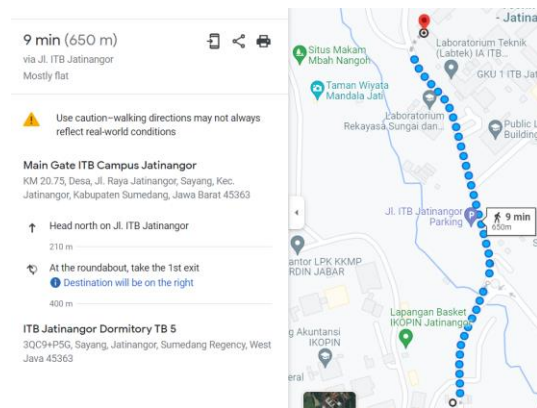 9 min (650 m)
via Jl. ITB Jatinangor
Mostly flat
Use caution–walking directions may not always
reflect real-world conditions
Main Gate ITB Campus Jatinangor
KM 20.75, Desa, Jl. Raya Jatinangor, Sayang, Kec.
Jatinangor, Kabupaten Sumedang, Jawa Barat 45363
Head north on Jl. ITB Jatinangor
210 m
At the roundabout, take the 1st exit
Destination will be on the right
400 m
ITB Jatinangor Dormitory TB 5
3QC9+P5G, Sayang, Jatinangor, Sumedang Regency, West
Java 45363
- Jatina
Situs Makam
Mbah Nangoh
Laboratorium Teknik
(Labtek) IA ITB...
GKU 1 ITB Jat
Taman Wiyata
Mandala Jati
Laboratorium
Rekayasa Sungai dan...
Public L
Building
Jl. ITB Jatinangor
Parking
P
9 min
650m
antor LPK KKMP
RDIN JABAR
Lapangan Basket
IKOPIN Jatinangor
g Akuntansi
IKOPIN
eral